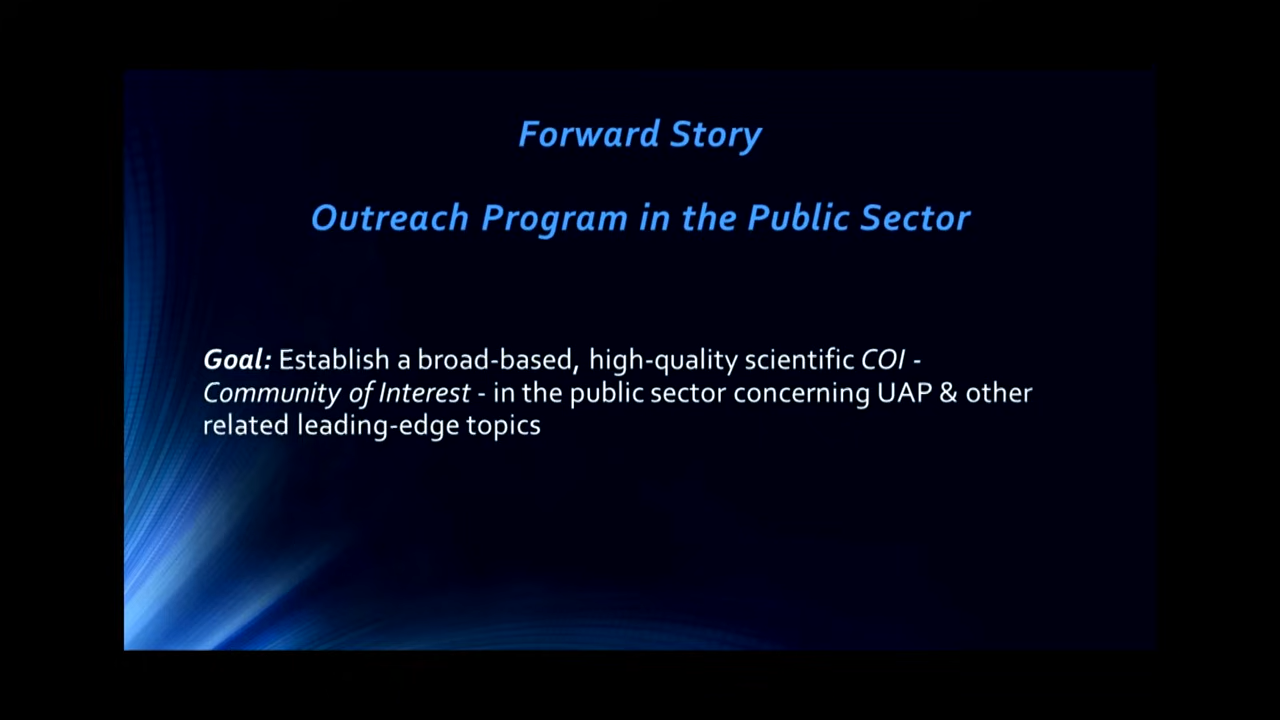 Forward Story
Outreach Program in the Public Sector
Goal: Establish a broad-based, high-quality scientific COI -
Community of Interest - in the public sector concerning UAP & other
related leading-edge topics